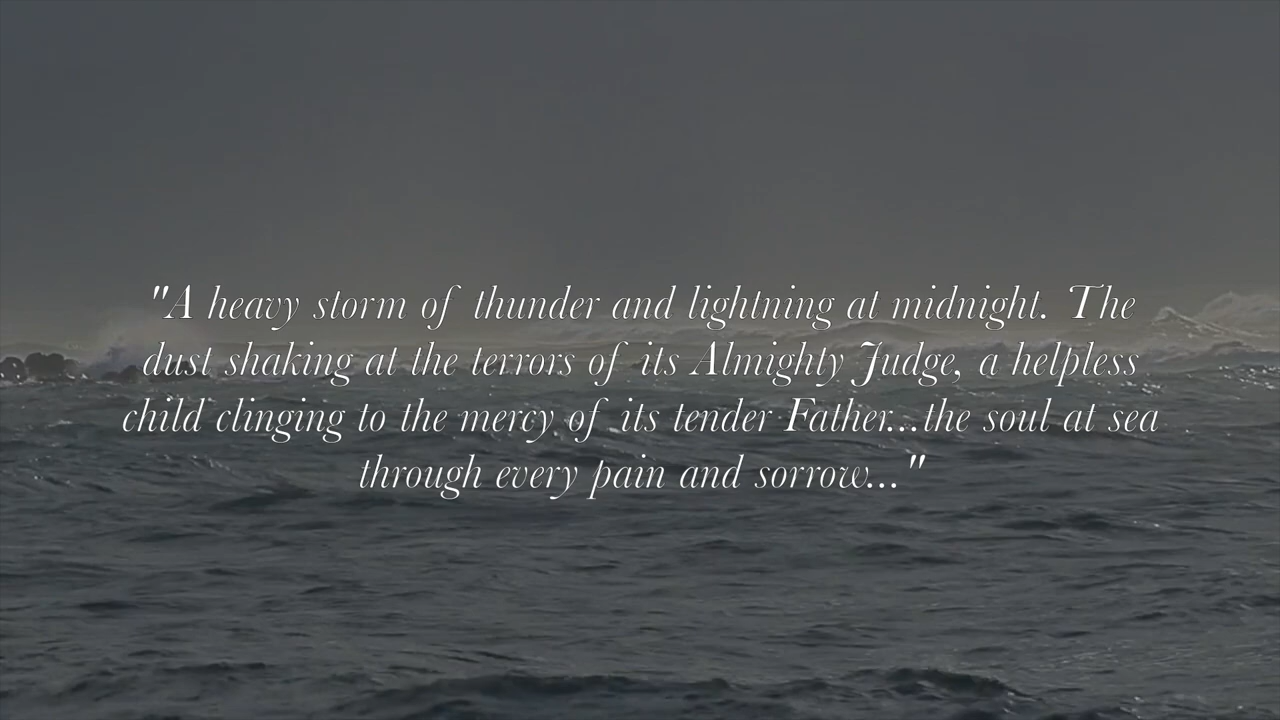 "A heavy storm of thunder and lightning at midnight. The
dust shaking at the terrors of its Almighty Judge, a helpless
child clinging to the mercy of its tender Father...the soul at sea
through every pain and sorrow..."